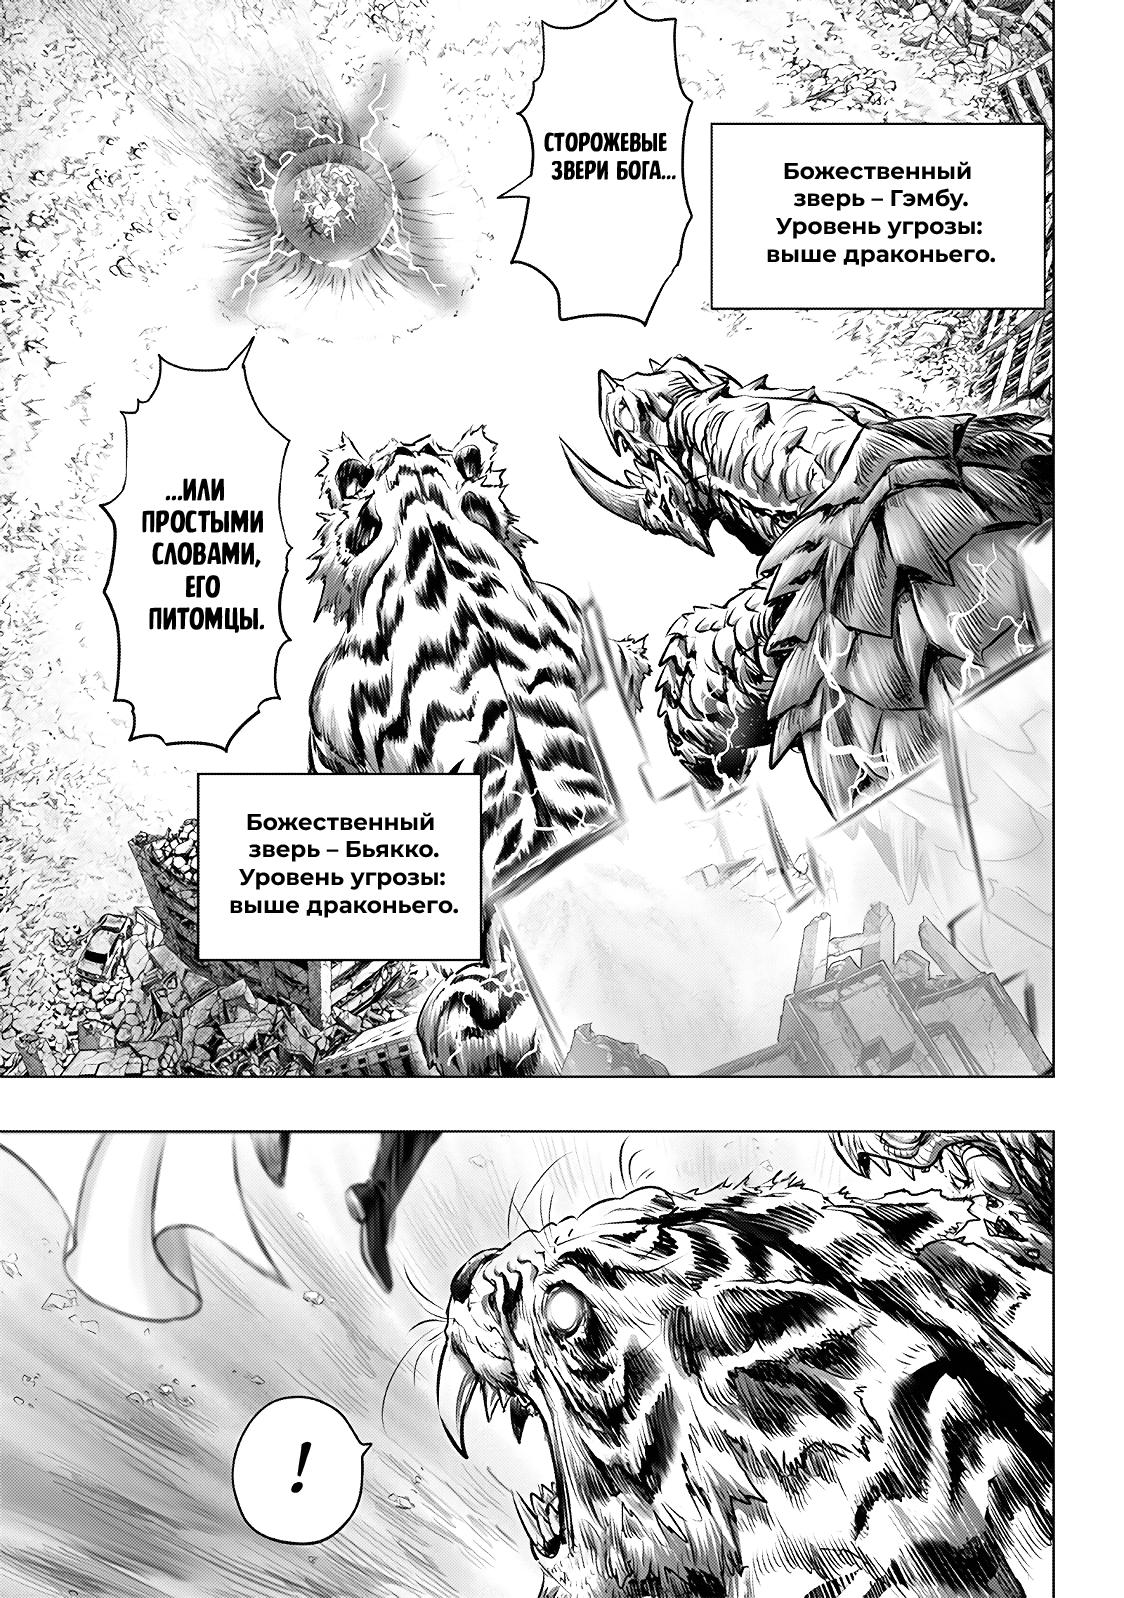 Божественный
зверь – Гэмбу.
Уровень угрозы:
выше драконьего.
СТОРОЖЕВЫЕ
ЗВЕРИ БОГА...
...ИЛИ
ПРОСТЫМИ
СЛОВАМИ,
ЕГО
ПИТОМЦЫ.
Божественный
зверь – Бьякко.
Уровень угрозы:
выше драконьего.
!